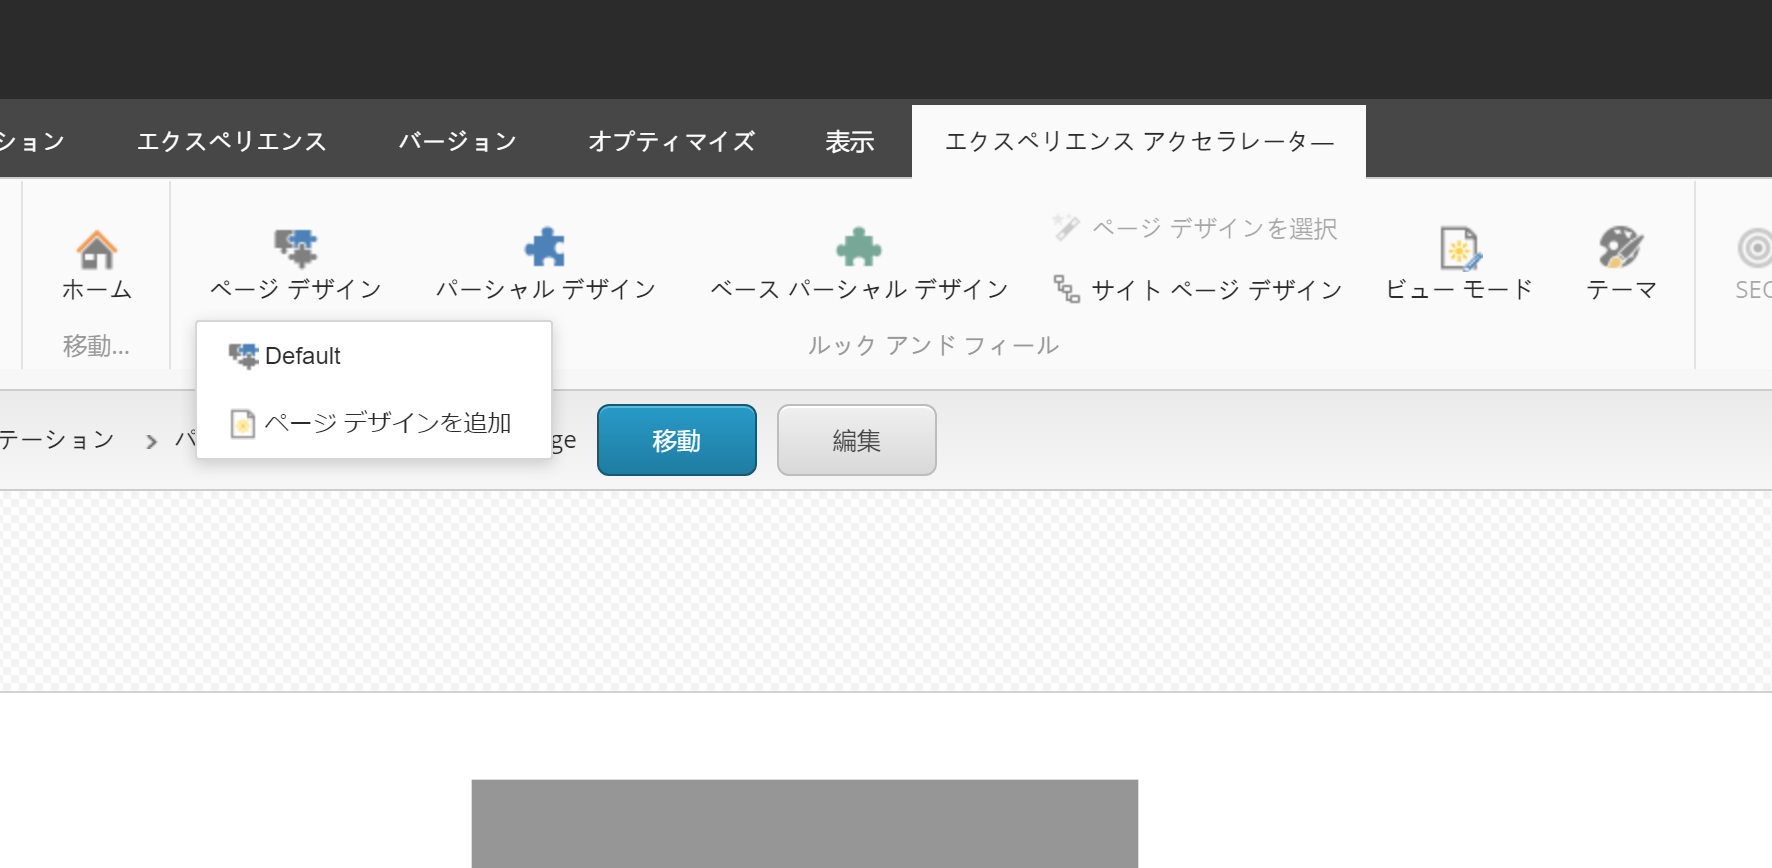 ション エクスペリエンス バージョン オプティマイズ 表示 エクスペリエンス アクセラレーター
ページ デザインを選択
ホーム ページ デザイン パーシャル デザイン ベース パーシャル デザイン サイト ページ デザイン ビュー モード テーマ SEO
移動... ルック アンド フィール
Default
ページ デザインを追加
テーション パ ge 移動 編集